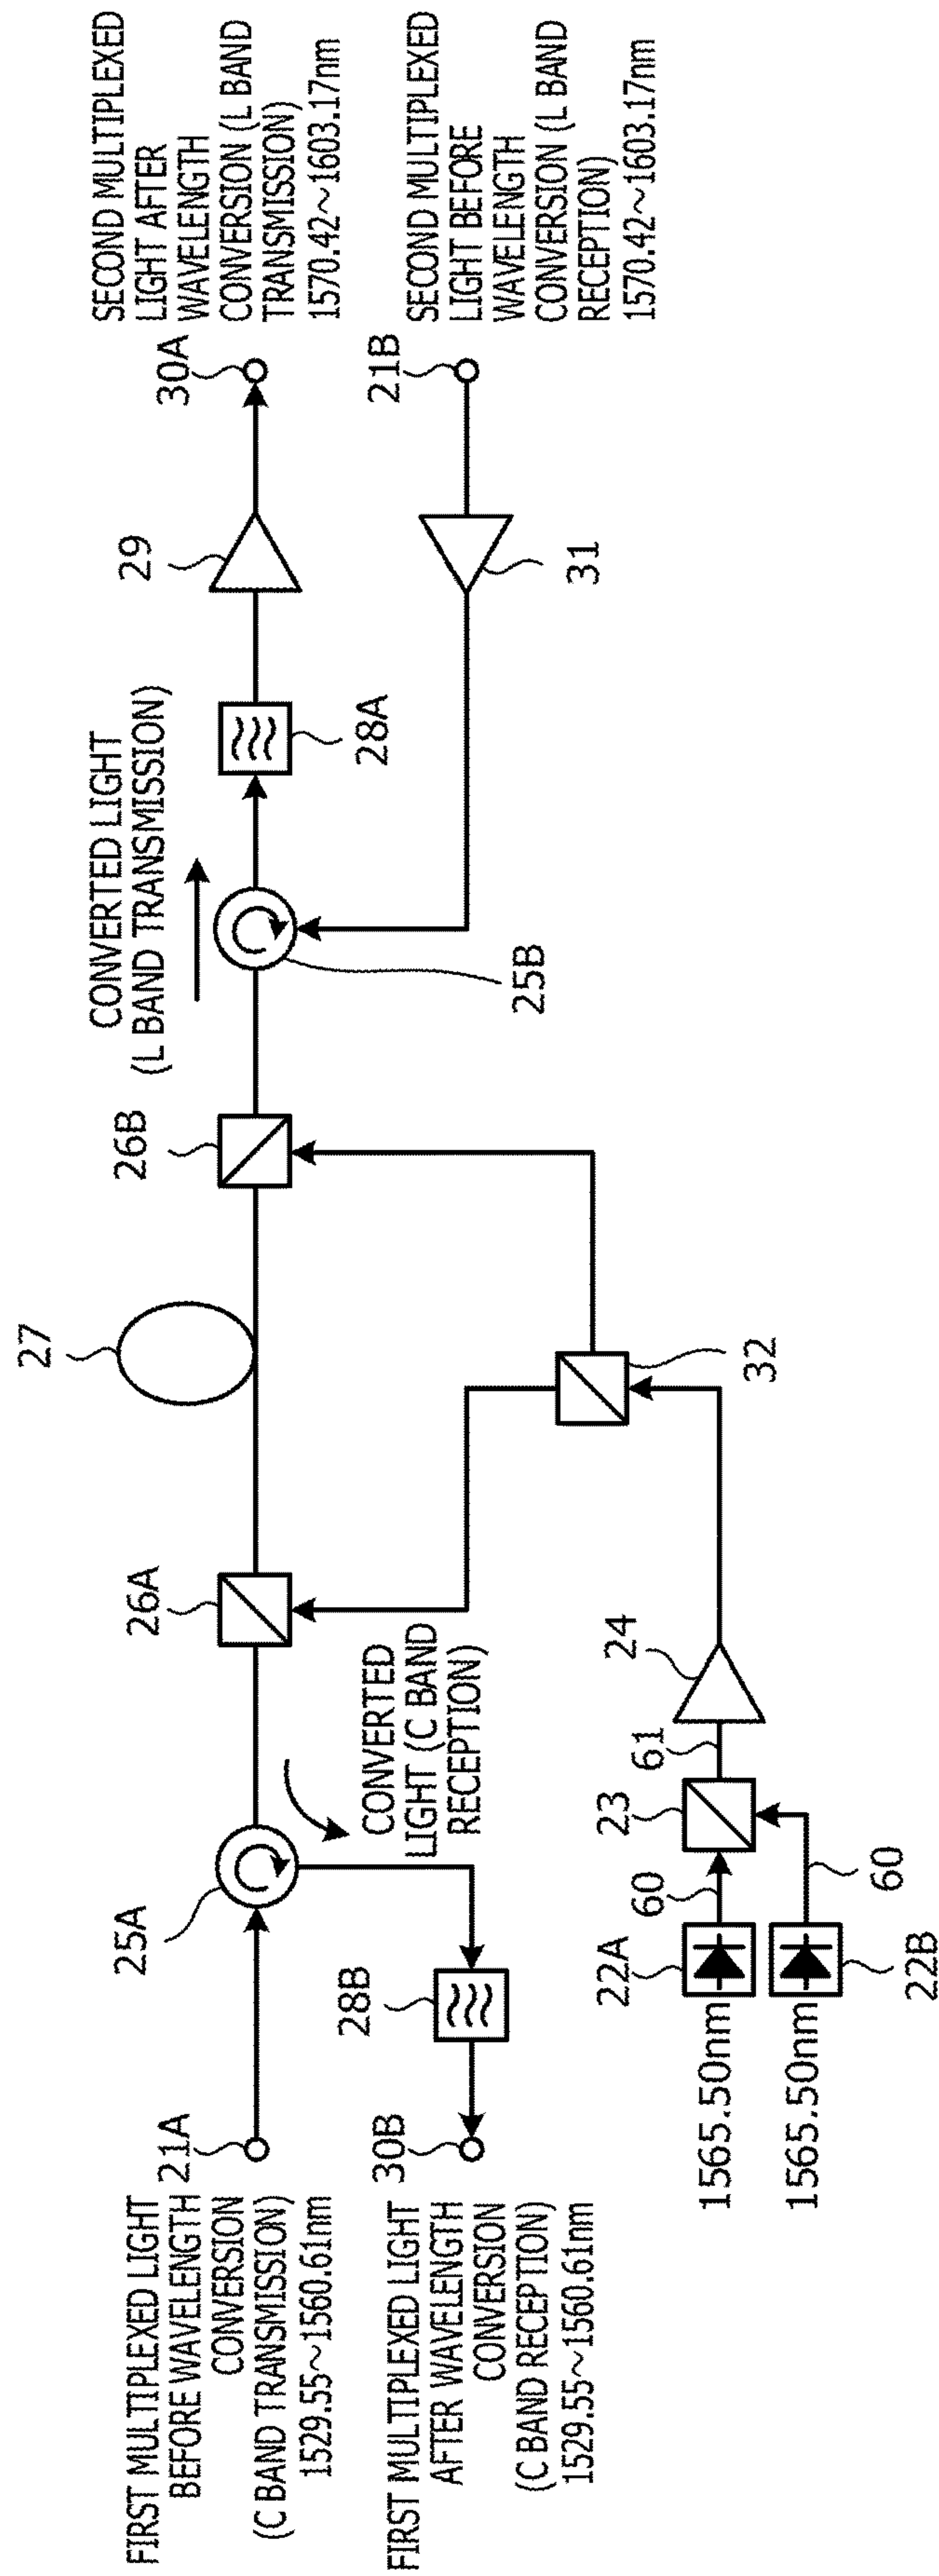 FIRST MULTIPLEXED LIGHT
BEFORE WAVELENGTH
CONVERSION
(C BAND TRANSMISSION)
1529.55～1560.61nm
21A
25A
26A
27
26B
CONVERTED LIGHT
(L BAND TRANSMISSION)
25B
28A
29
30A
SECOND MULTIPLEXED
LIGHT AFTER
WAVELENGTH
CONVERSION (L BAND
TRANSMISSION)
1570.42～1603.17nm
FIRST MULTIPLEXED LIGHT
AFTER WAVELENGTH
CONVERSION
(C BAND RECEPTION)
1529.55～1560.61nm
30B
28B
CONVERTED
LIGHT (C BAND
RECEPTION)
31
21B
SECOND MULTIPLEXED
LIGHT BEFORE
WAVELENGTH
CONVERSION (L BAND
RECEPTION)
1570.42～1603.17nm
32
22A
60
23
61
24
1565.50nm
1565.50nm
22B
60